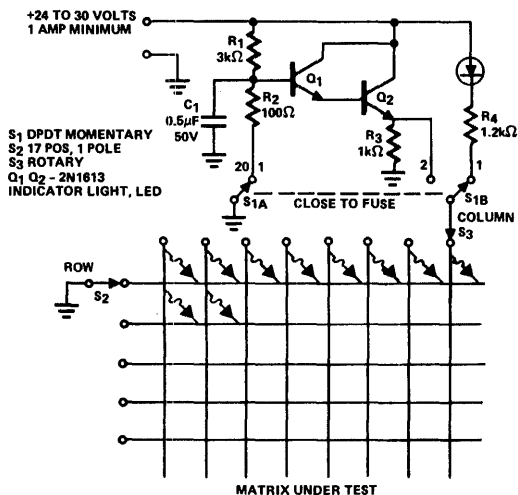 +24 TO 30 VOLTS
1 AMP MINIMUM
R1
3kΩ
Q1
Q2
C1
0.5μF
50V
R2
100Ω
R3
1kΩ
R4
1.2kΩ
S1 DPDT MOMENTARY
S2 17 POS, 1 POLE
S3 ROTARY
Q1 Q2 – 2N1613
INDICATOR LIGHT, LED
20 1
2
1
S1A
CLOSE TO FUSE
S1B
COLUMN
S3
ROW
S2
MATRIX UNDER TEST